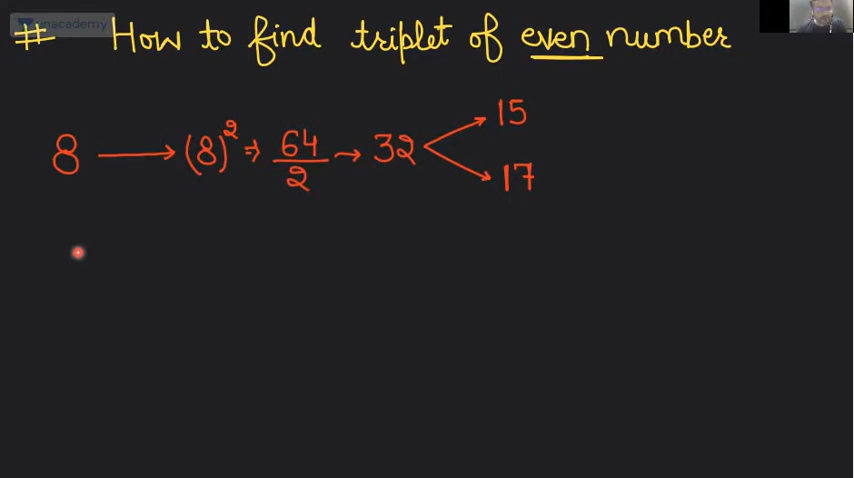 unacademy
# How to find triplet of even number
8 → (8)² ⇒ 64/2 → 32 < 15
17